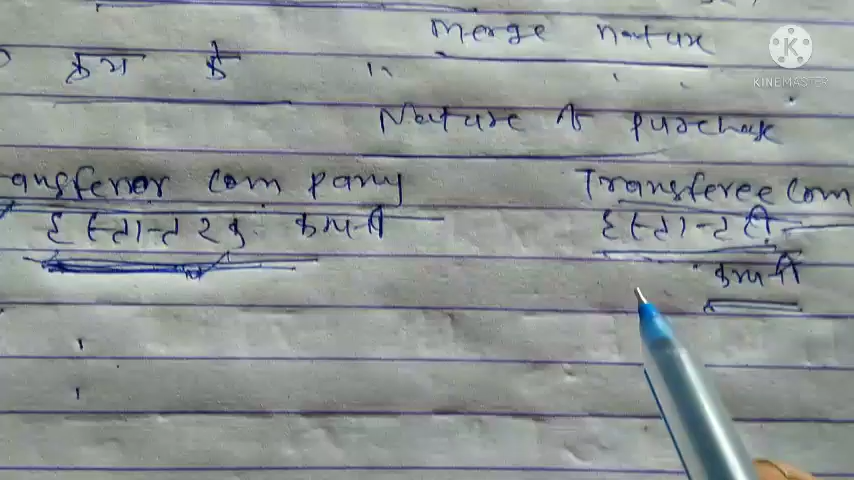 Merge Nature
KINEMASTER
क्रय के "
Nature of purchase
ansferor Company Transferee Com
हस्तान्तरक कम्पनी हस्तान्तरी
कम्पनी